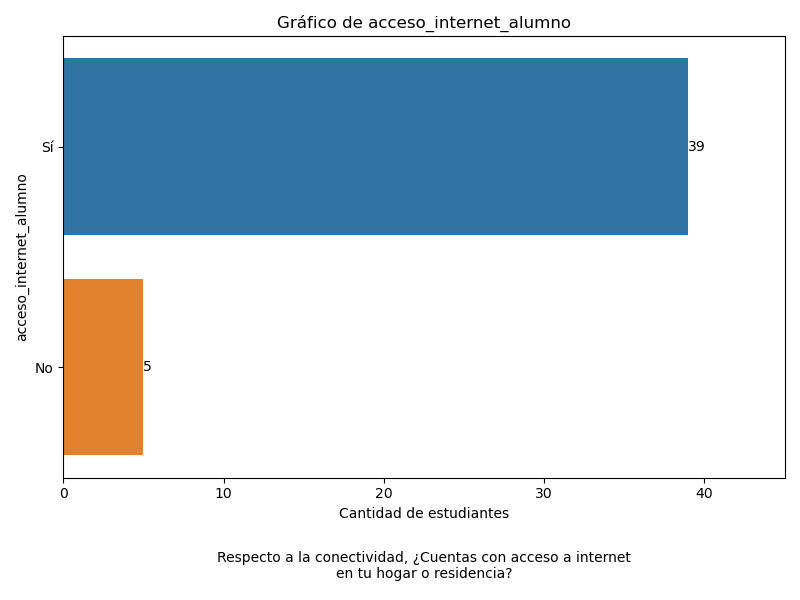 Gráfico de acceso_internet_alumno
acceso_internet_alumno
Sí
39
No
5
0 10 20 30 40
Cantidad de estudiantes
Respecto a la conectividad, ¿Cuentas con acceso a internet
en tu hogar o residencia?